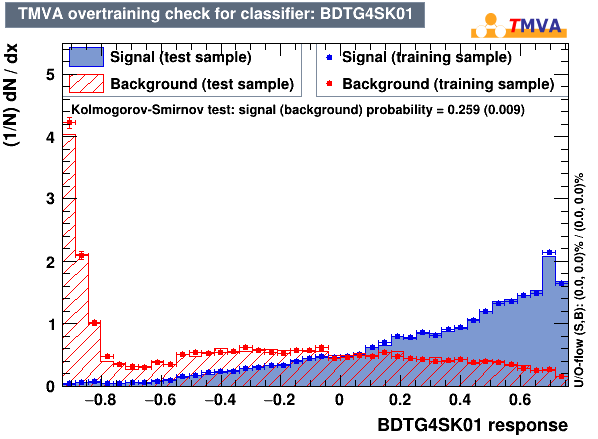 TMVA overtraining check for classifier: BDTG4SK01
TMVA
(1/N) dN / dx
Signal (test sample)
Background (test sample)
Signal (training sample)
Background (training sample)
Kolmogorov-Smirnov test: signal (background) probability = 0.259 (0.009)
5
4
3
2
1
0
−0.8 −0.6 −0.4 −0.2 0 0.2 0.4 0.6
BDTG4SK01 response
U/O-flow (S,B): (0.0, 0.0)% / (0.0, 0.0)%